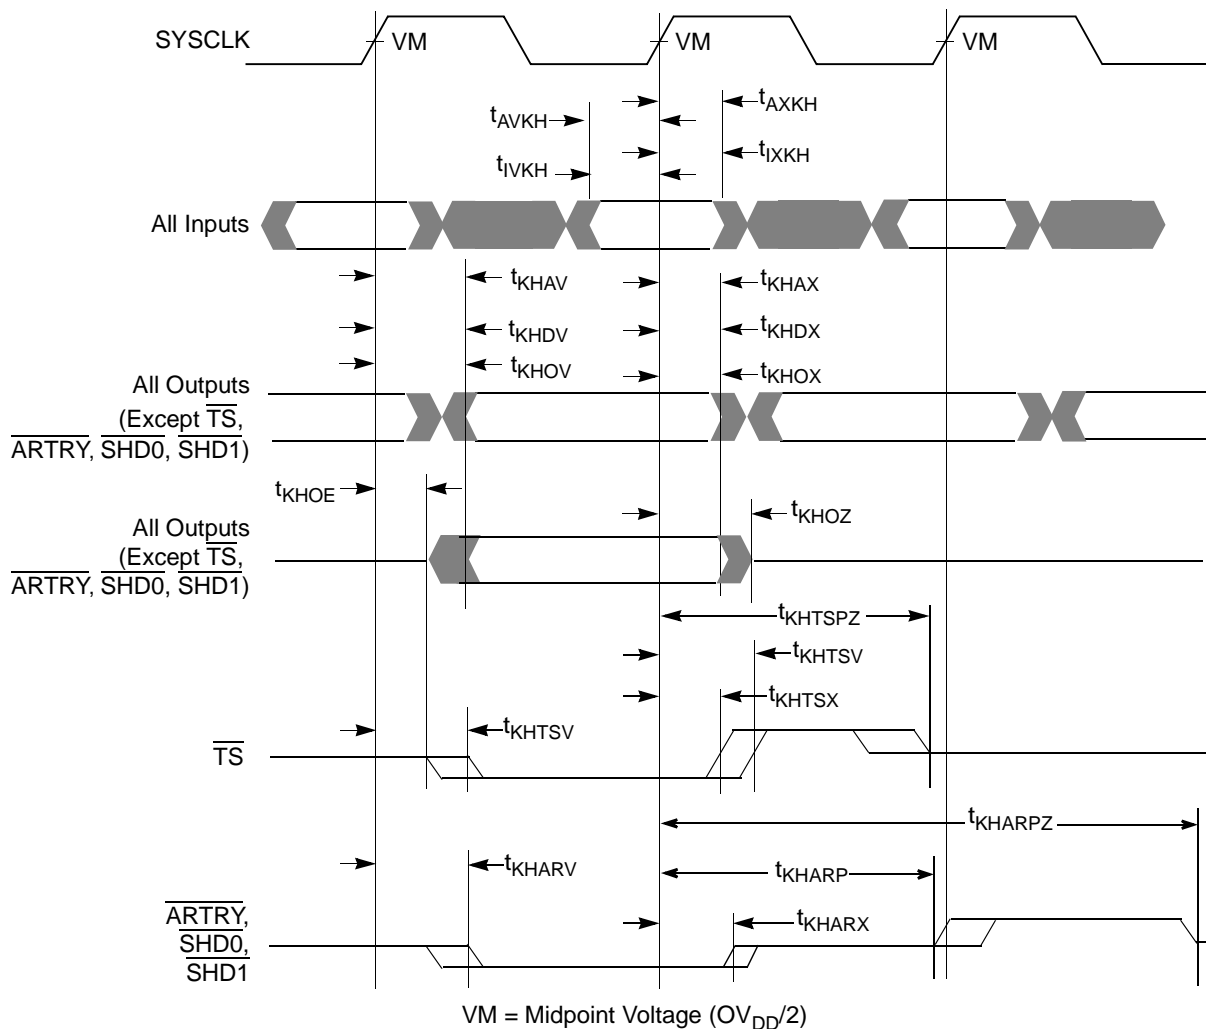 SYSCLK
VM
VM
VM
tAXKH
tAVKH
tIXKH
tIVKH
All Inputs
tKHAV
tKHAX
tKHDV
tKHDX
tKHOV
tKHOX
All Outputs
(Except TS,
ARTRY, SHD0, SHD1)
tKHOE
tKHOZ
All Outputs
(Except TS,
ARTRY, SHD0, SHD1)
tKHTSPZ
tKHTSV
tKHTSX
tKHTSV
TS
tKHARPZ
tKHARV
tKHARP
ARTRY,
SHD0,
SHD1
tKHARX
VM = Midpoint Voltage (OVDD/2)